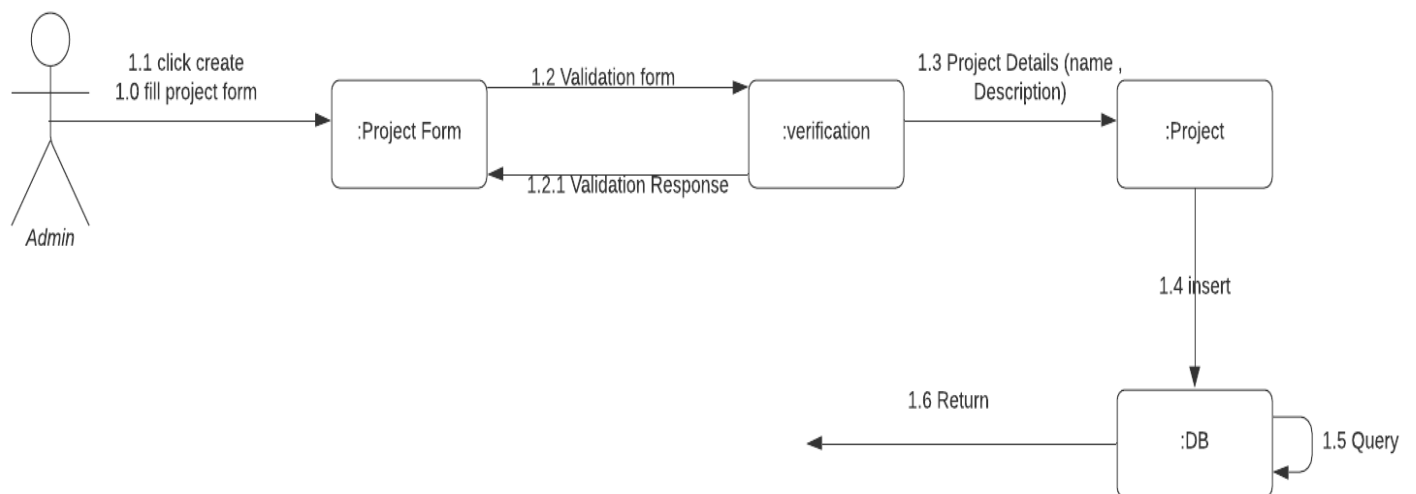 1.1 click create
1.0 fill project form
:Project Form
1.2 Validation form
1.2.1 Validation Response
:verification
1.3 Project Details (name ,
Description)
:Project
Admin
1.4 insert
:DB
1.5 Query
1.6 Return